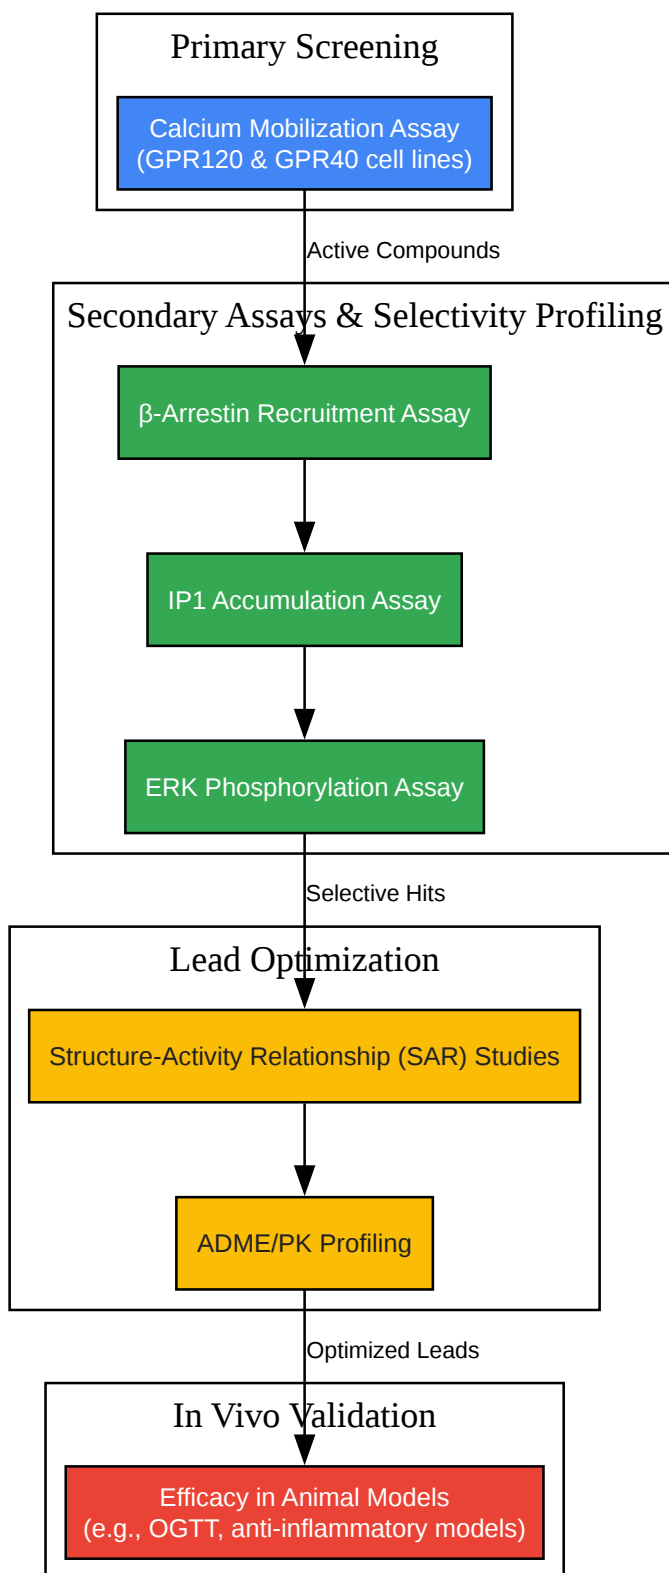 Primary Screening
Calcium Mobilization Assay
(GPR120 & GPR40 cell lines)
Active Compounds
Secondary Assays & Selectivity Profiling
β-Arrestin Recruitment Assay
IP1 Accumulation Assay
ERK Phosphorylation Assay
Selective Hits
Lead Optimization
Structure-Activity Relationship (SAR) Studies
ADME/PK Profiling
Optimized Leads
In Vivo Validation
Efficacy in Animal Models
(e.g., OGTT, anti-inflammatory models)